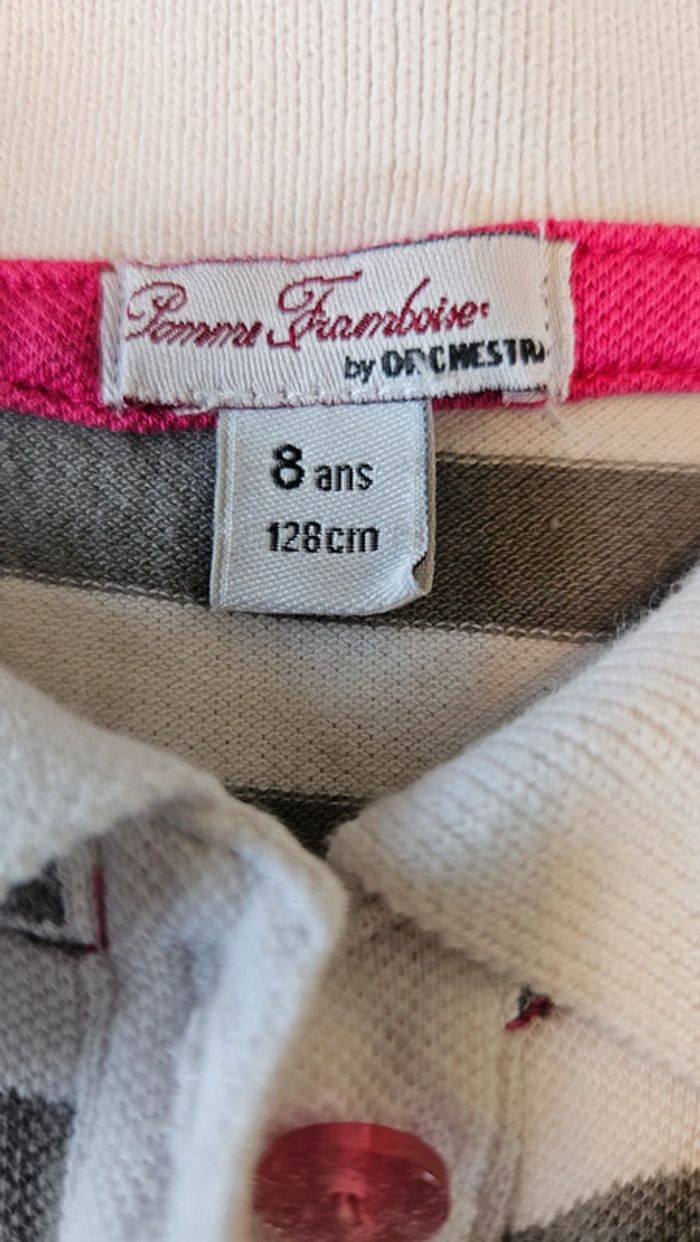 Pomme Framboise
by ORCHESTRA
8 ans
128cm